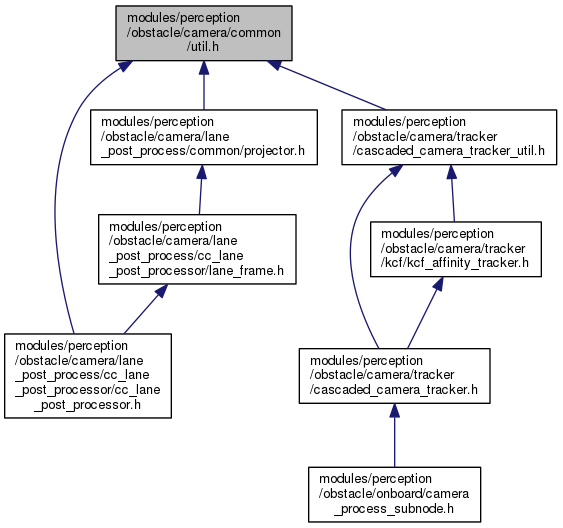 modules/perception
/obstacle/camera/common
/util.h
modules/perception
/obstacle/camera/lane
_post_process/common/projector.h
modules/perception
/obstacle/camera/tracker
/cascaded_camera_tracker_util.h
modules/perception
/obstacle/camera/lane
_post_process/cc_lane
_post_processor/lane_frame.h
modules/perception
/obstacle/camera/tracker
/kcf/kcf_affinity_tracker.h
modules/perception
/obstacle/camera/lane
_post_process/cc_lane
_post_processor/cc_lane
_post_processor.h
modules/perception
/obstacle/camera/tracker
/cascaded_camera_tracker.h
modules/perception
/obstacle/onboard/camera
_process_subnode.h